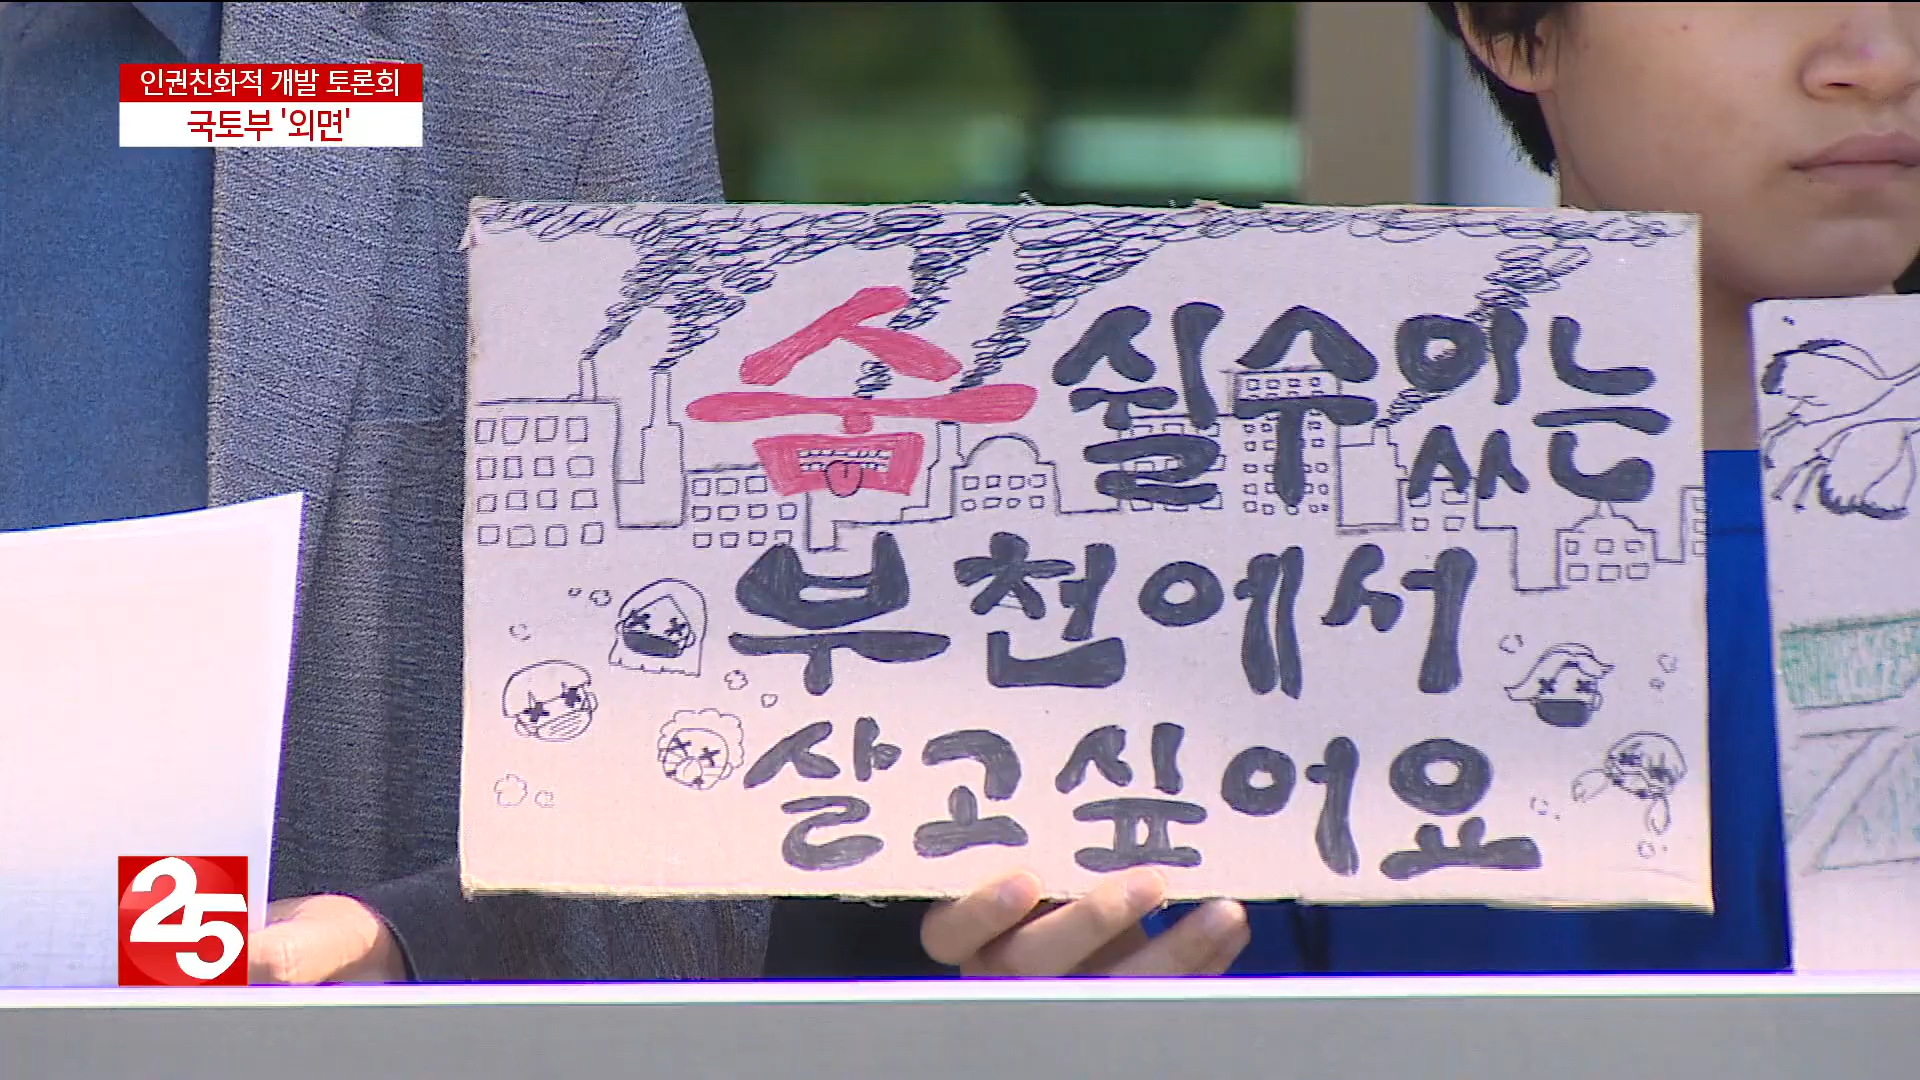 인권친화적 개발 토론회
국토부 '외면'
숨 쉴수있는
부천에서
살고싶어요
25